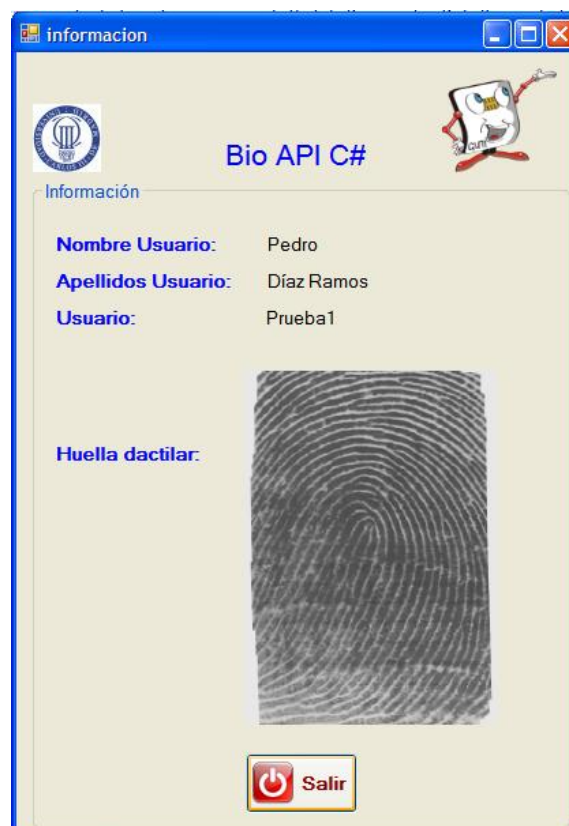 informacion
Bio API C#
Información
Nombre Usuario: Pedro
Apellidos Usuario: Díaz Ramos
Usuario: Prueba1
Huella dactilar:
Salir